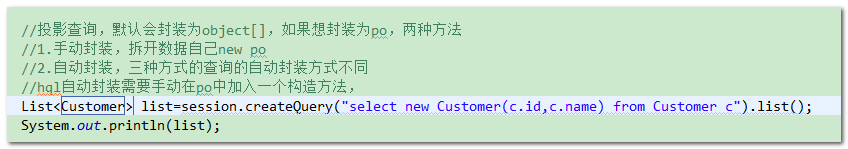 //投影查询，默认会封装为object[]，如果想封装为po，两种方法
//1.手动封装，拆开数据自己new po
//2.自动封装，三种方式的查询的自动封装方式不同
//hql自动封装需要手动在po中加入一个构造方法，
List<Customer> list=session.createQuery("select new Customer(c.id,c.name) from Customer c").list();
System.out.println(list);